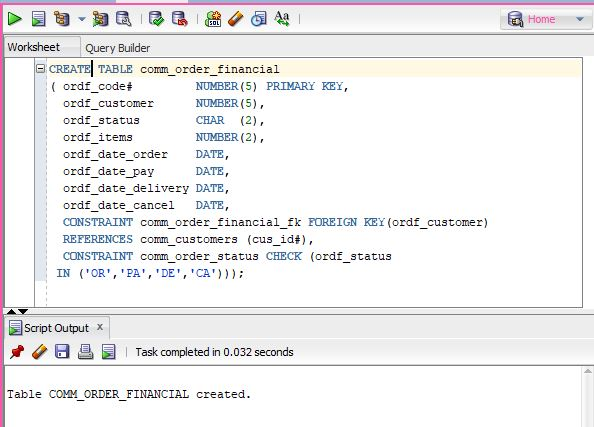 Home
Worksheet Query Builder
CREATE TABLE comm_order_financial
( ordf_code# NUMBER(5) PRIMARY KEY,
ordf_customer NUMBER(5),
ordf_status CHAR (2),
ordf_items NUMBER(2),
ordf_date_order DATE,
ordf_date_pay DATE,
ordf_date_delivery DATE,
ordf_date_cancel DATE,
CONSTRAINT comm_order_financial_fk FOREIGN KEY(ordf_customer)
REFERENCES comm_customers (cus_id#),
CONSTRAINT comm_order_status CHECK (ordf_status
IN ('OR','PA','DE','CA')));
Script Output x
Task completed in 0.032 seconds
Table COMM_ORDER_FINANCIAL created.